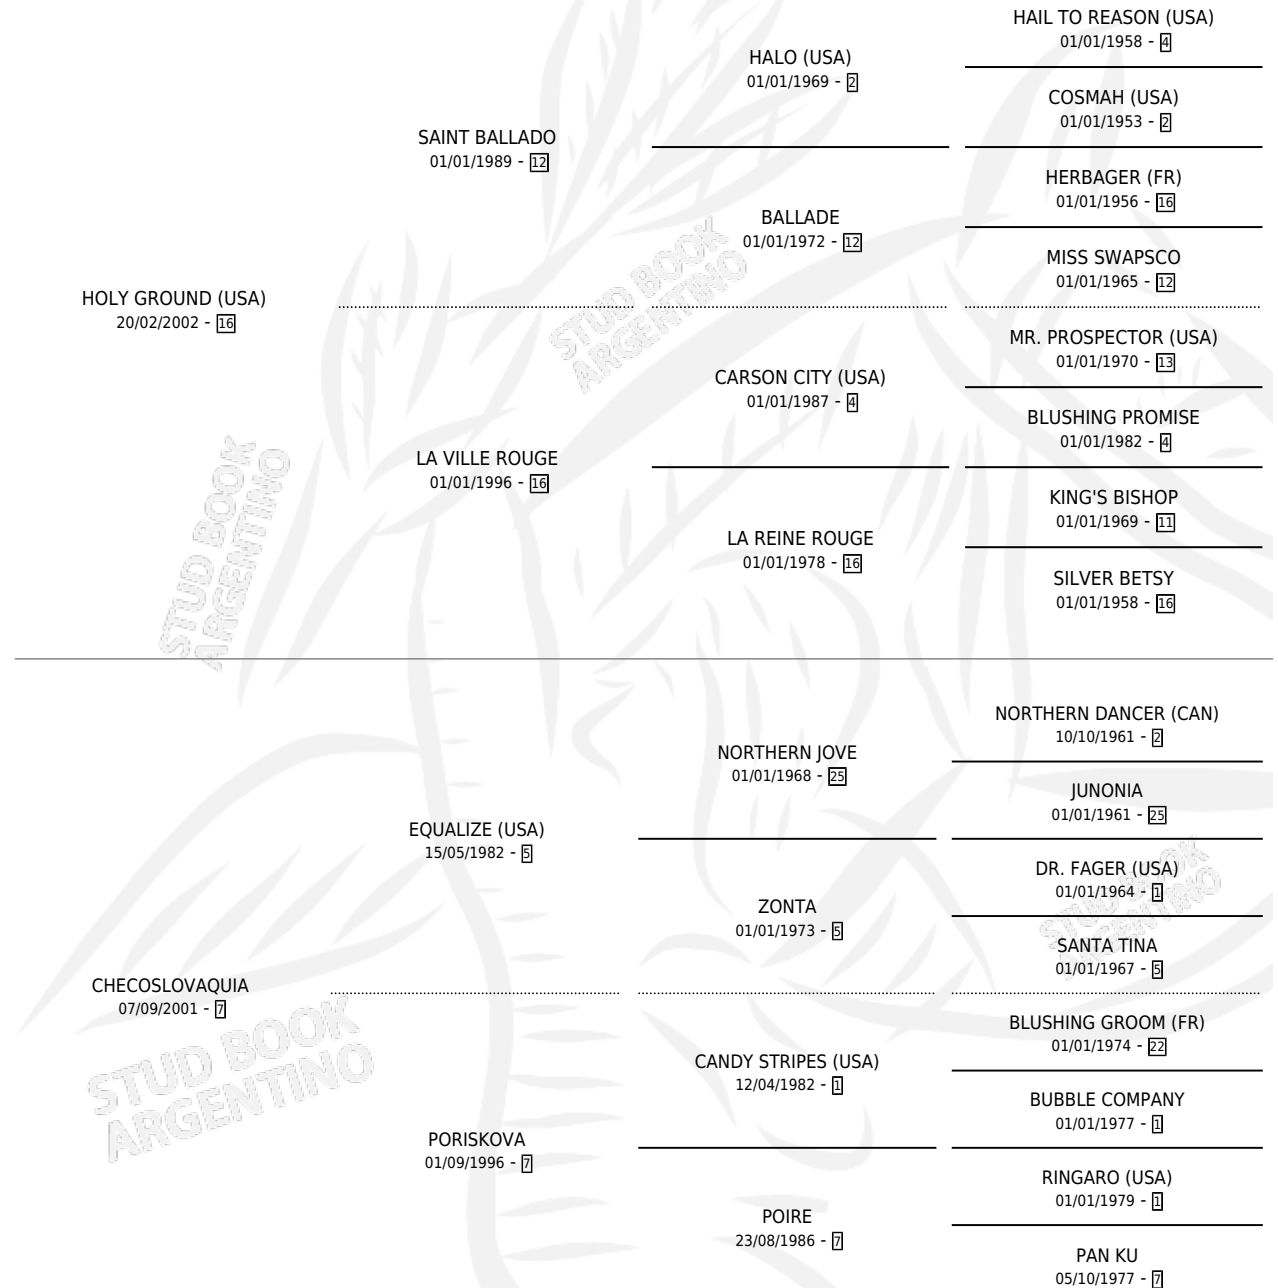 HAIL TO REASON (USA)
01/01/1958 - 4
HALO (USA)
01/01/1969 - 2
COSMAH (USA)
01/01/1953 - 2
SAINT BALLADO
01/01/1989 - 12
HERBAGER (FR)
01/01/1956 - 16
BALLADE
01/01/1972 - 12
MISS SWAPSCO
01/01/1965 - 12
STUD BOOK
ARGENTINO
HOLY GROUND (USA)
20/02/2002 - 16
MR. PROSPECTOR (USA)
01/01/1970 - 13
CARSON CITY (USA)
01/01/1987 - 4
BLUSHING PROMISE
01/01/1982 - 4
LA VILLE ROUGE
01/01/1996 - 16
KING'S BISHOP
01/01/1969 - 11
LA REINE ROUGE
01/01/1978 - 16
SILVER BETSY
01/01/1958 - 16
STUD BOOK
ARGENTINO
NORTHERN DANCER (CAN)
10/10/1961 - 2
NORTHERN JOVE
01/01/1968 - 25
JUNONIA
01/01/1961 - 25
EQUALIZE (USA)
15/05/1982 - 5
DR. FAGER (USA)
01/01/1964 - 1
ZONTA
01/01/1973 - 5
STUD BOOK
ARGENTINO
SANTA TINA
01/01/1967 - 5
CHECOSLOVAQUIA
07/09/2001 - 7
BLUSHING GROOM (FR)
01/01/1974 - 22
CANDY STRIPES (USA)
12/04/1982 - 1
BUBBLE COMPANY
01/01/1977 - 1
STUD BOOK
ARGENTINO
PORISKOVA
01/09/1996 - 7
RINGARO (USA)
01/01/1979 - 1
POIRE
23/08/1986 - 7
PAN KU
05/10/1977 - 7